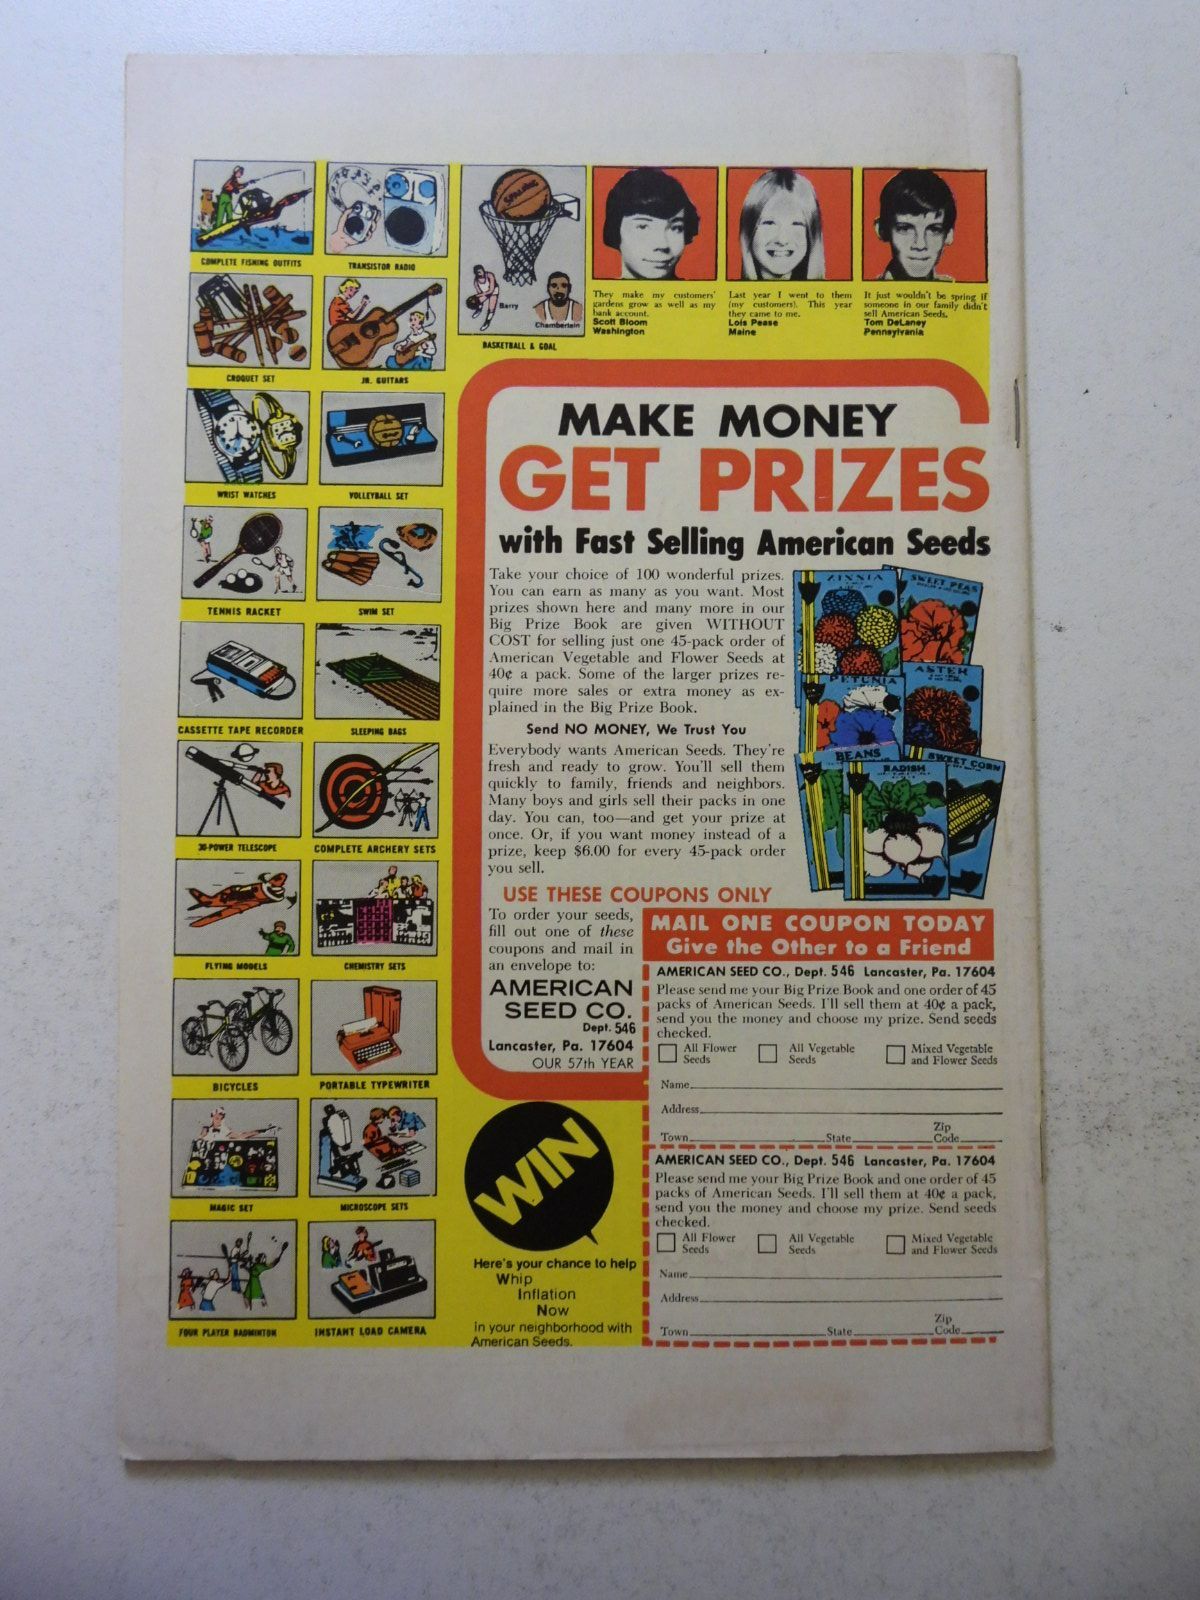 COMPLETE FISHING OUTFITS
TRANSISTOR RADIO
SPALDING
Barry
Chamberlain
BASKETBALL & GOAL
They make my customers'
gardens grow as well as my
bank account.
Scott Bloom
Washington
Last year I went to them
(my customers). This year
they came to me.
Lois Pease
Maine
It just wouldn't be spring if
someone in our family didn't
sell American Seeds.
Tom DeLaney
Pennsylvania
CROQUET SET
JR. GUITARS
WRIST WATCHES
VOLLEYBALL SET
TENNIS RACKET
SWIM SET
CASSETTE TAPE RECORDER
SLEEPING BAGS
30-POWER TELESCOPE
COMPLETE ARCHERY SETS
FLYING MODELS
CHEMISTRY SETS
BICYCLES
PORTABLE TYPEWRITER
MAGIC SET
MICROSCOPE SETS
FOUR PLAYER BADMINTON
INSTANT LOAD CAMERA
MAKE MONEY
GET PRIZES
with Fast Selling American Seeds
Take your choice of 100 wonderful prizes.
You can earn as many as you want. Most
prizes shown here and many more in our
Big Prize Book are given WITHOUT
COST for selling just one 45-pack order of
American Vegetable and Flower Seeds at
40¢ a pack. Some of the larger prizes re-
quire more sales or extra money as ex-
plained in the Big Prize Book.
Send NO MONEY, We Trust You
Everybody wants American Seeds. They're
fresh and ready to grow. You'll sell them
quickly to family, friends and neighbors.
Many boys and girls sell their packs in one
day. You can, too—and get your prize at
once. Or, if you want money instead of a
prize, keep $6.00 for every 45-pack order
you sell.
ZINNIA
SWEET PEAS
ASTER
PETUNIA
BEANS
RADISH
SWEET CORN
USE THESE COUPONS ONLY
To order your seeds,
fill out one of these
coupons and mail in
an envelope to:
AMERICAN
SEED CO.
Dept. 546
Lancaster, Pa. 17604
OUR 57th YEAR
MAIL ONE COUPON TODAY
Give the Other to a Friend
AMERICAN SEED CO., Dept. 546 Lancaster, Pa. 17604
Please send me your Big Prize Book and one order of 45
packs of American Seeds. I'll sell them at 40¢ a pack,
send you the money and choose my prize. Send seeds
checked.
All Flower Seeds
All Vegetable Seeds
Mixed Vegetable and Flower Seeds
Name
Address
Town State Zip Code
AMERICAN SEED CO., Dept. 546 Lancaster, Pa. 17604
Please send me your Big Prize Book and one order of 45
packs of American Seeds. I'll sell them at 40¢ a pack,
send you the money and choose my prize. Send seeds
checked.
All Flower Seeds
All Vegetable Seeds
Mixed Vegetable and Flower Seeds
Name
Address
Town State Zip Code
WIN
Here's your chance to help
Whip
Inflation
Now
in your neighborhood with
American Seeds.